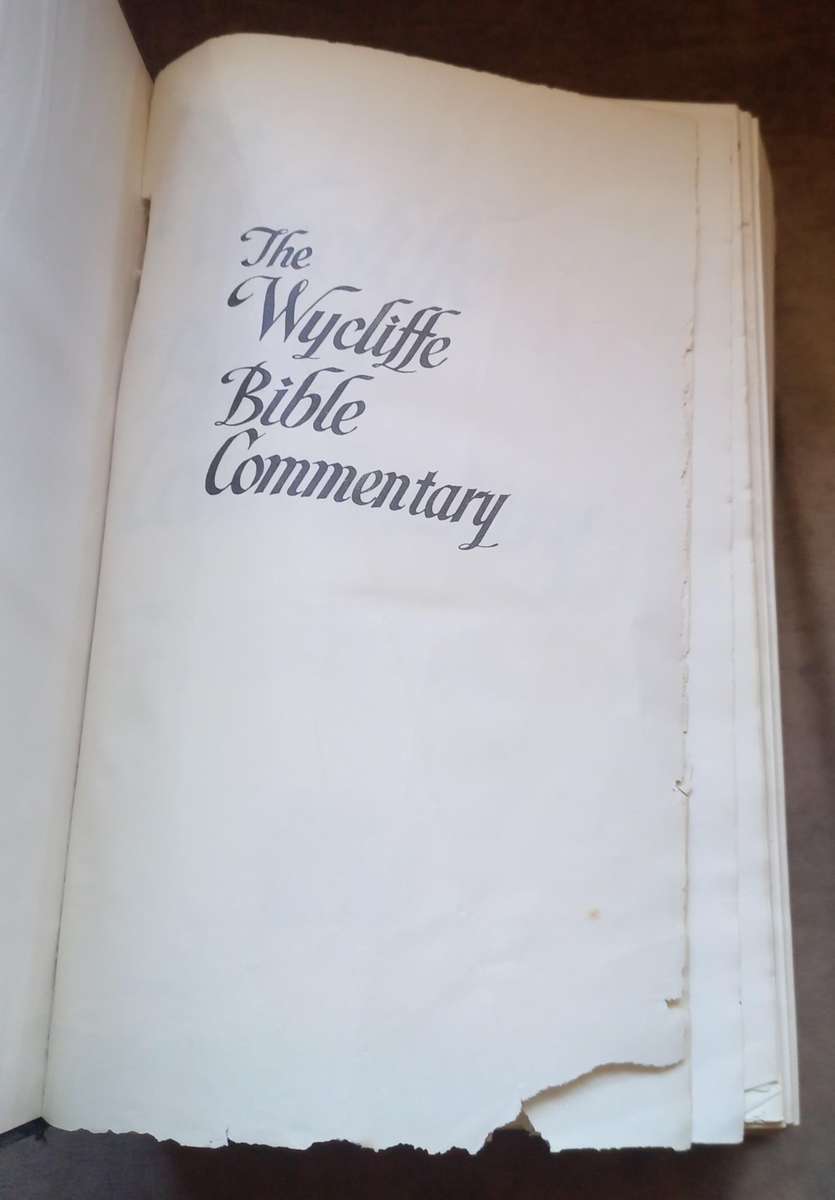 The
Wycliffe
Bible
Commentary